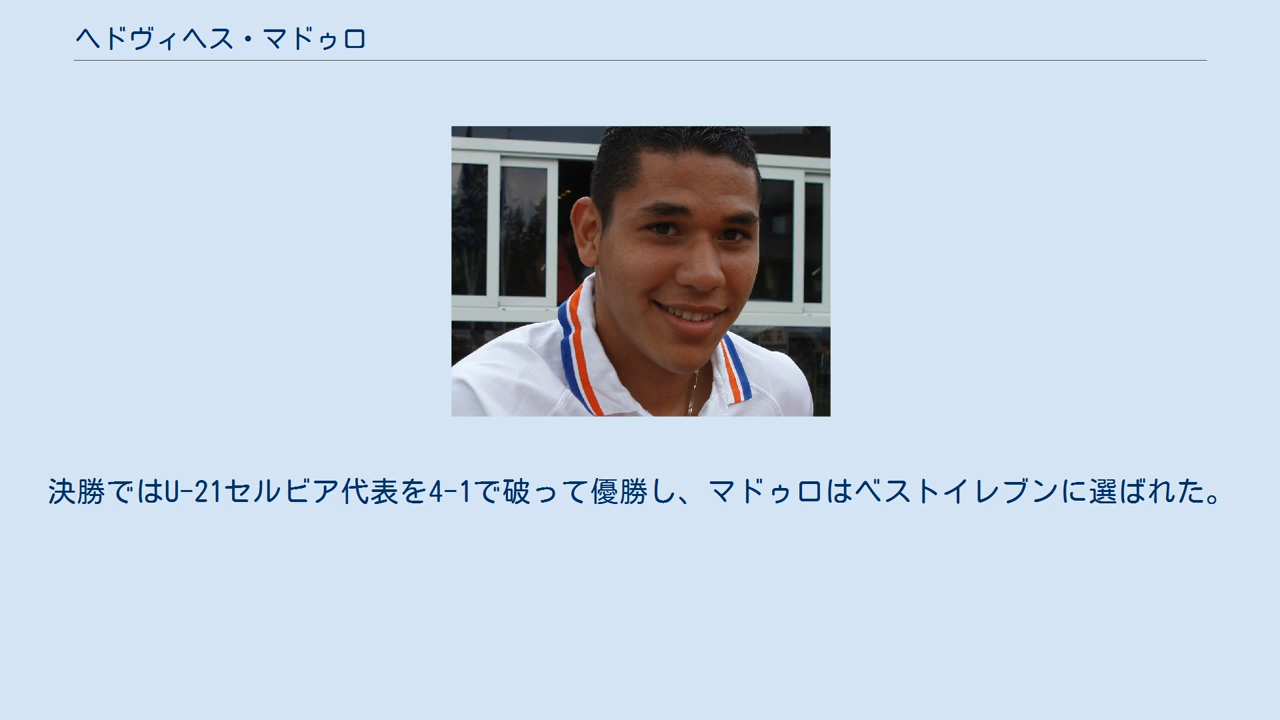 ヘドヴィヘス・マドゥロ
決勝ではU-21セルビア代表を4-1で破って優勝し、マドゥロはベストイレブンに選ばれた。